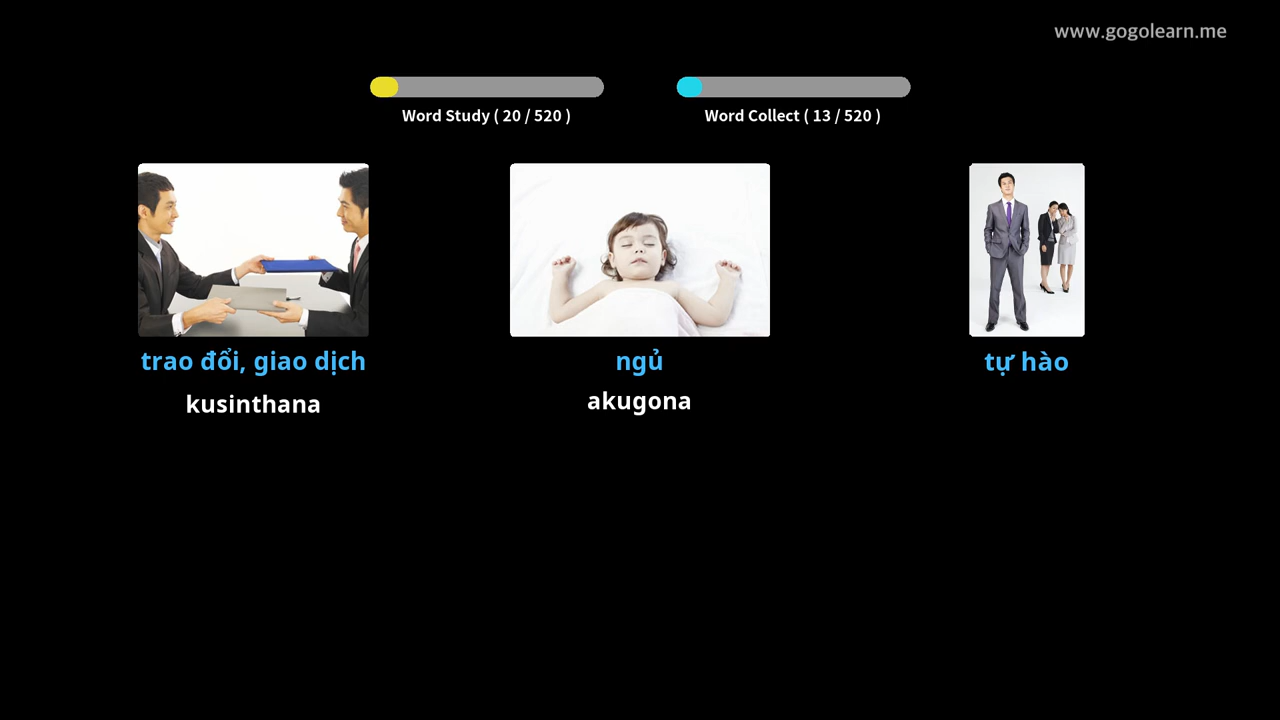 www.gogolearn.me
Word Study ( 20 / 520 )
Word Collect ( 13 / 520 )
trao đổi, giao dịch
kusinthana
ngủ
akugona
tự hào